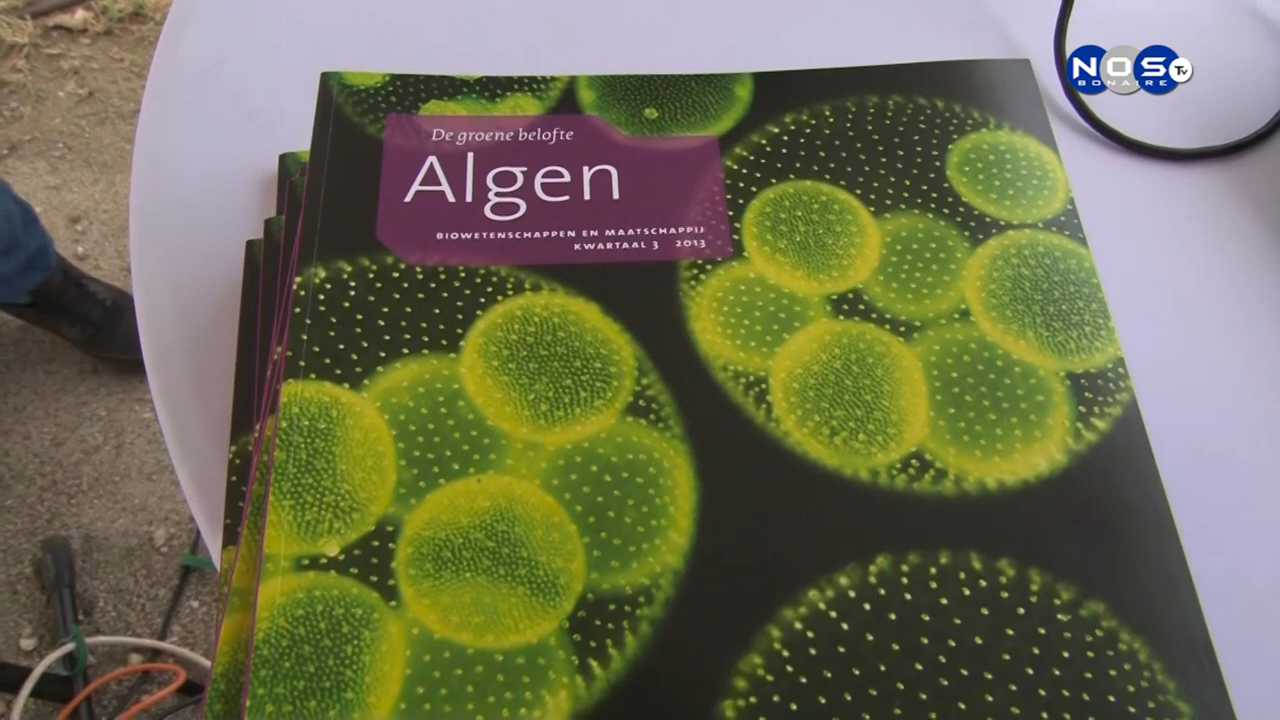 De groene belofte
Algen
BIOWETENSCHAPPEN EN MAATSCHAPPIJ
KWARTAAL 3 2013
NOS Tv
BONAIRE